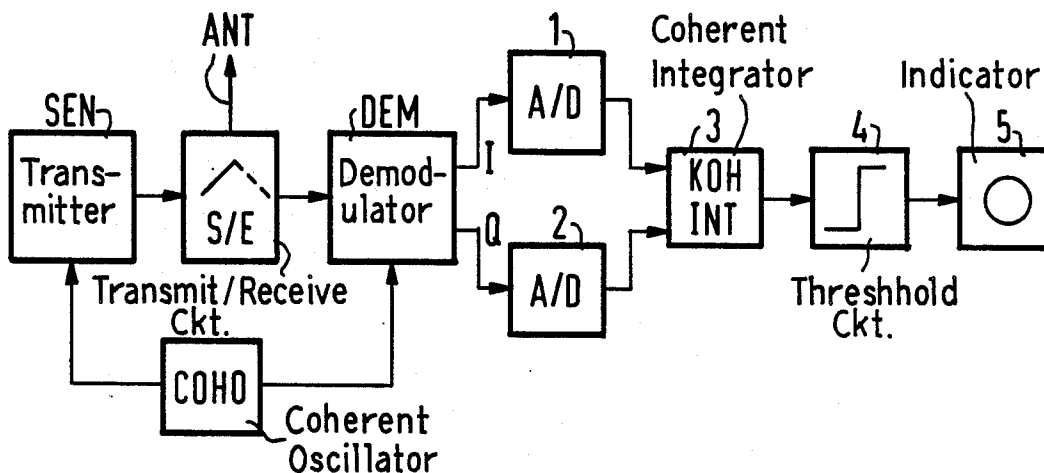 ANT
SEN
Trans-
mitter
S/E
Transmit/Receive
Ckt.
DEM
Demod-
ulator
I
Q
1
A/D
2
A/D
Coherent
Integrator
3
KOH
INT
4
Threshhold
Ckt.
Indicator
5
COHO
Coherent
Oscillator